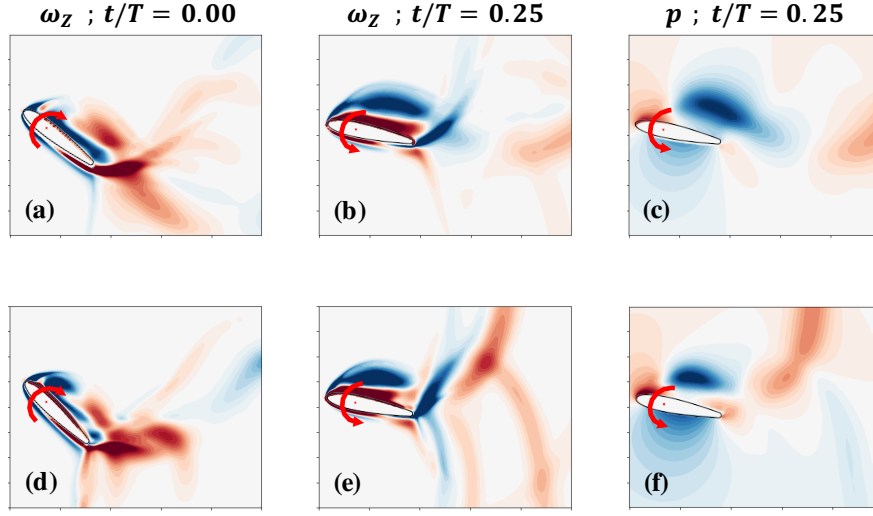 ω_Z ; t/T = 0.00
ω_Z ; t/T = 0.25
p ; t/T = 0.25
(a)
(b)
(c)
(d)
(e)
(f)